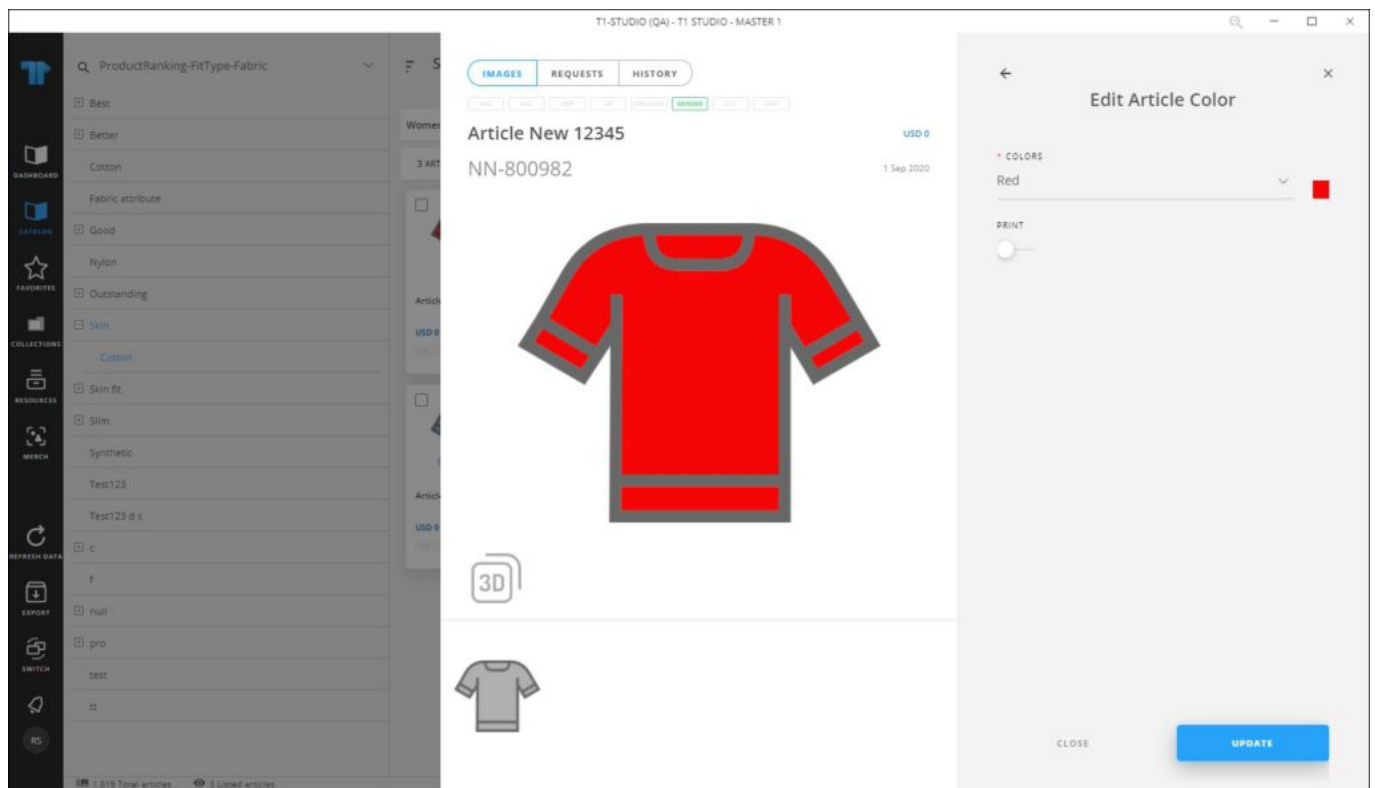 T1-STUDIO (QA) - T1 STUDIO - MASTER 1
DASHBOARD
CATALOG
FAVORITES
COLLECTIONS
RESOURCES
MERCH
REFRESH DATA
EXPORT
SWITCH
RS
ProductRanking-FitType-Fabric
Best
Better
Cotton
Fabric attribute
Good
Nylon
Outstanding
Skin
Cotton
Skin fit
Slim
Synthetic
Test123
Test123 d s
c
f
null
pro
test
tt
1,019 Total articles
3 Listed articles
S
Women
3 ART
Article
USD 0
Article
USD 0
IMAGES
REQUESTS
HISTORY
GENDER
Article New 12345
USD 0
NN-800982
1 Sep 2020
3D
Edit Article Color
* COLORS
Red
PRINT
CLOSE
UPDATE